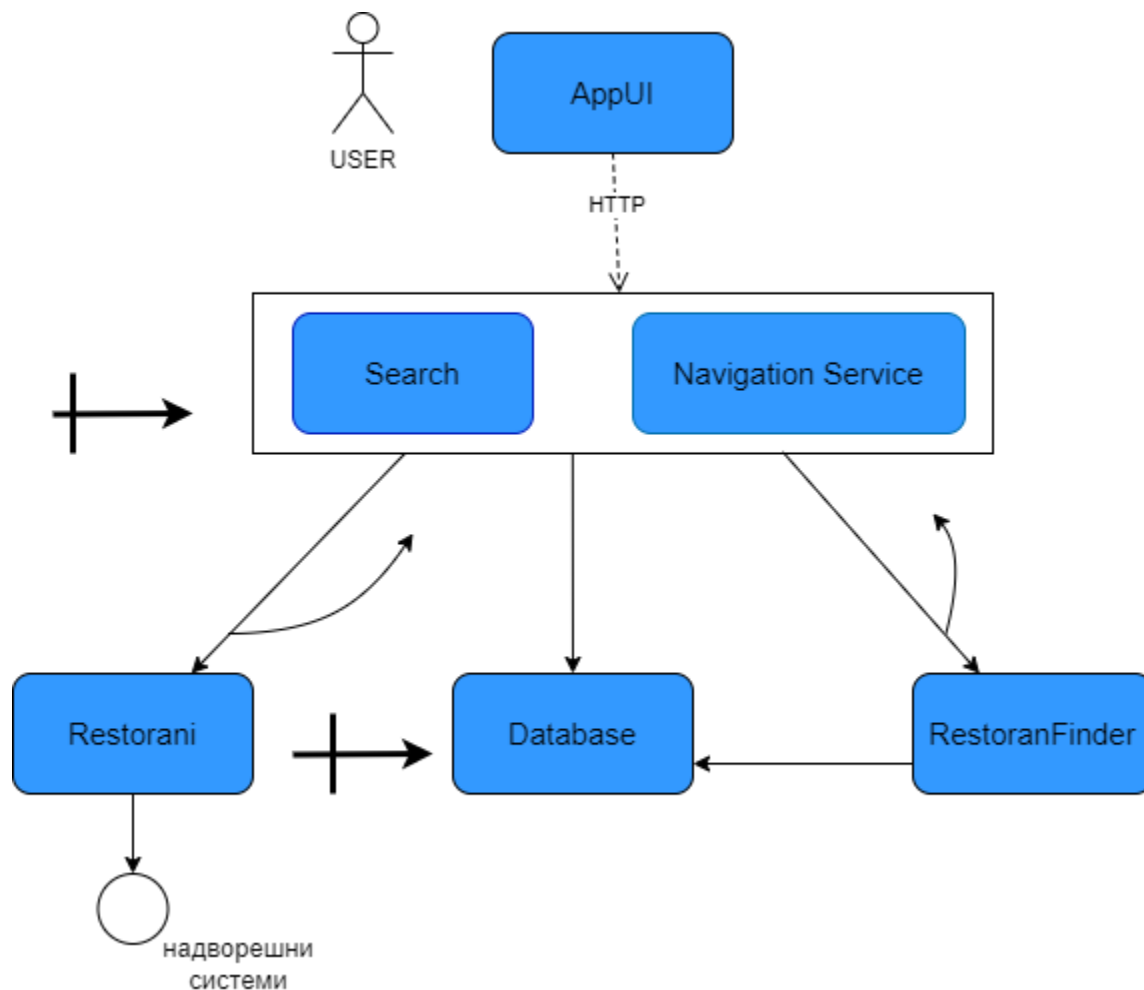 AppUI
USER
HTTP
Search
Navigation Service
Restorani
Database
RestoranFinder
надворешни
системи